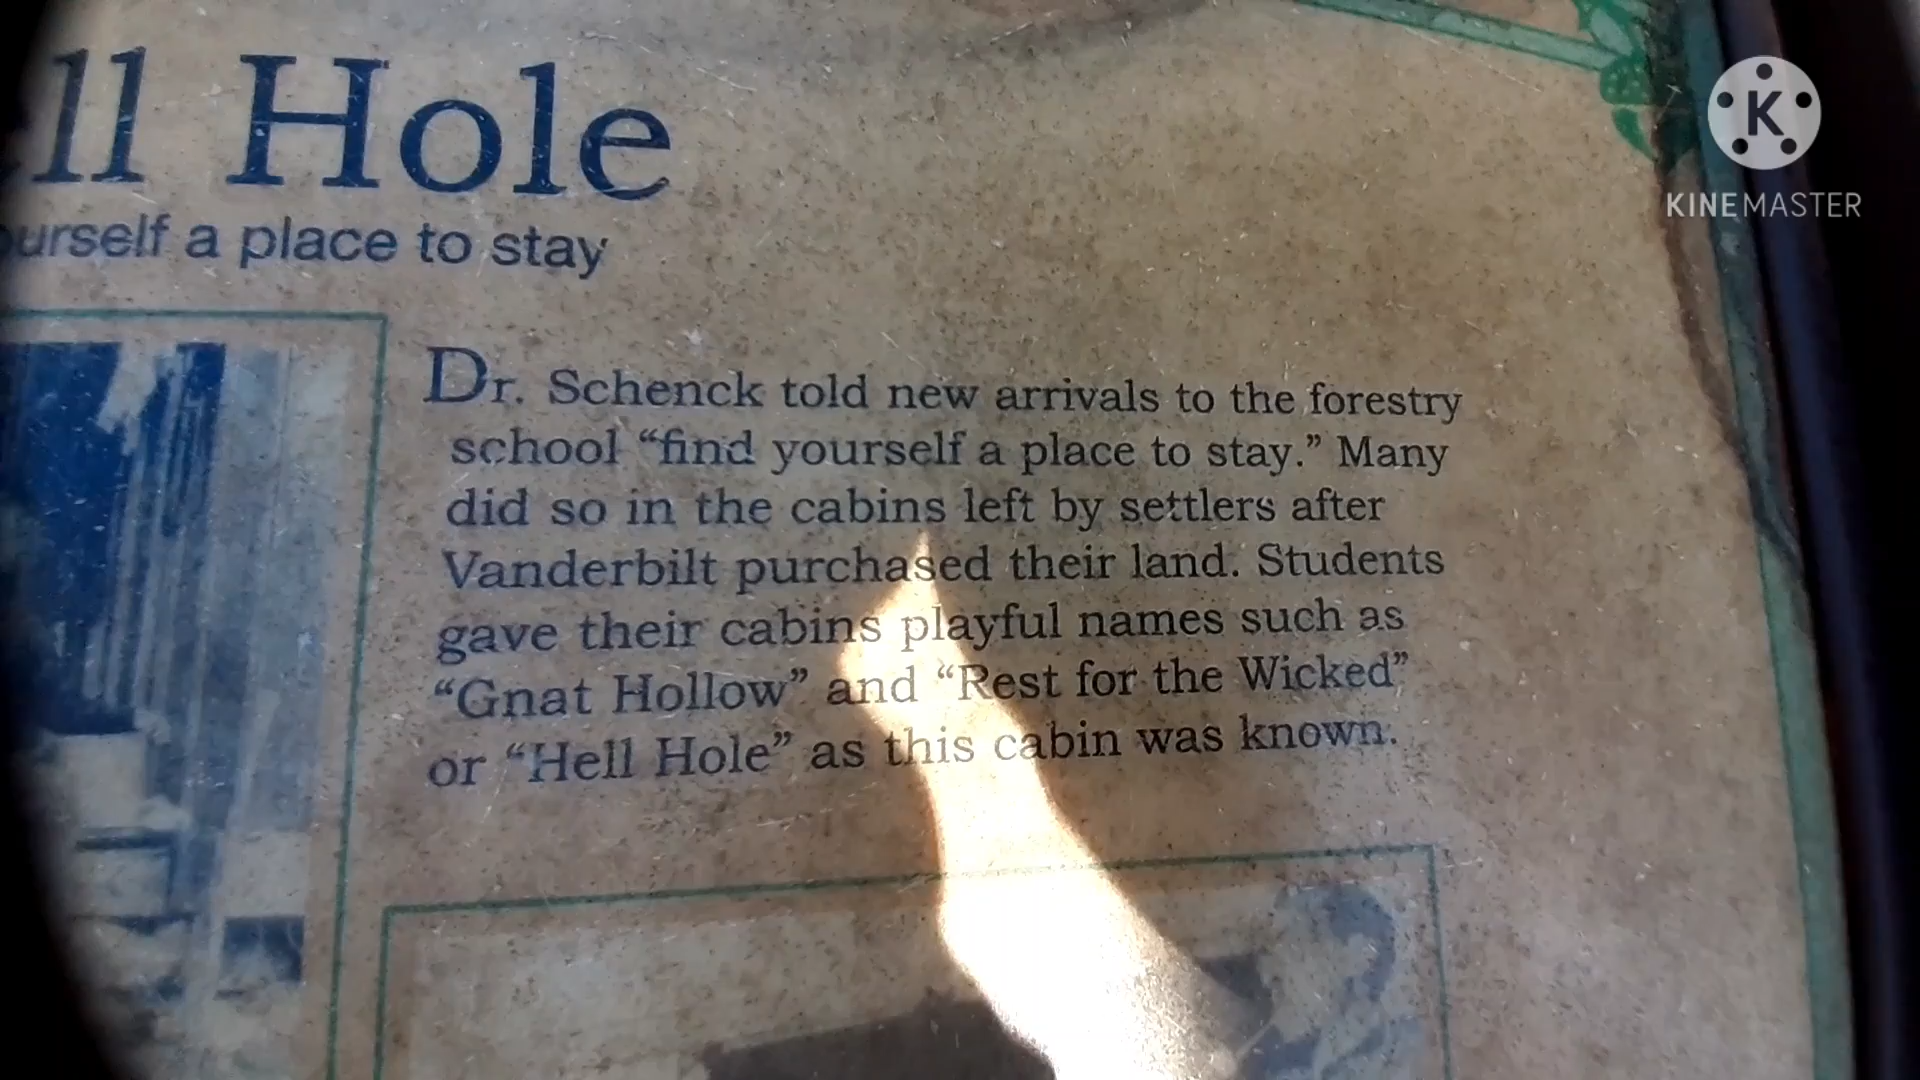 ll Hole
urself a place to stay
Dr. Schenck told new arrivals to the forestry
school “find yourself a place to stay.” Many
did so in the cabins left by settlers after
Vanderbilt purchased their land. Students
gave their cabins playful names such as
“Gnat Hollow” and “Rest for the Wicked”
or “Hell Hole” as this cabin was known.
K
KINEMASTER